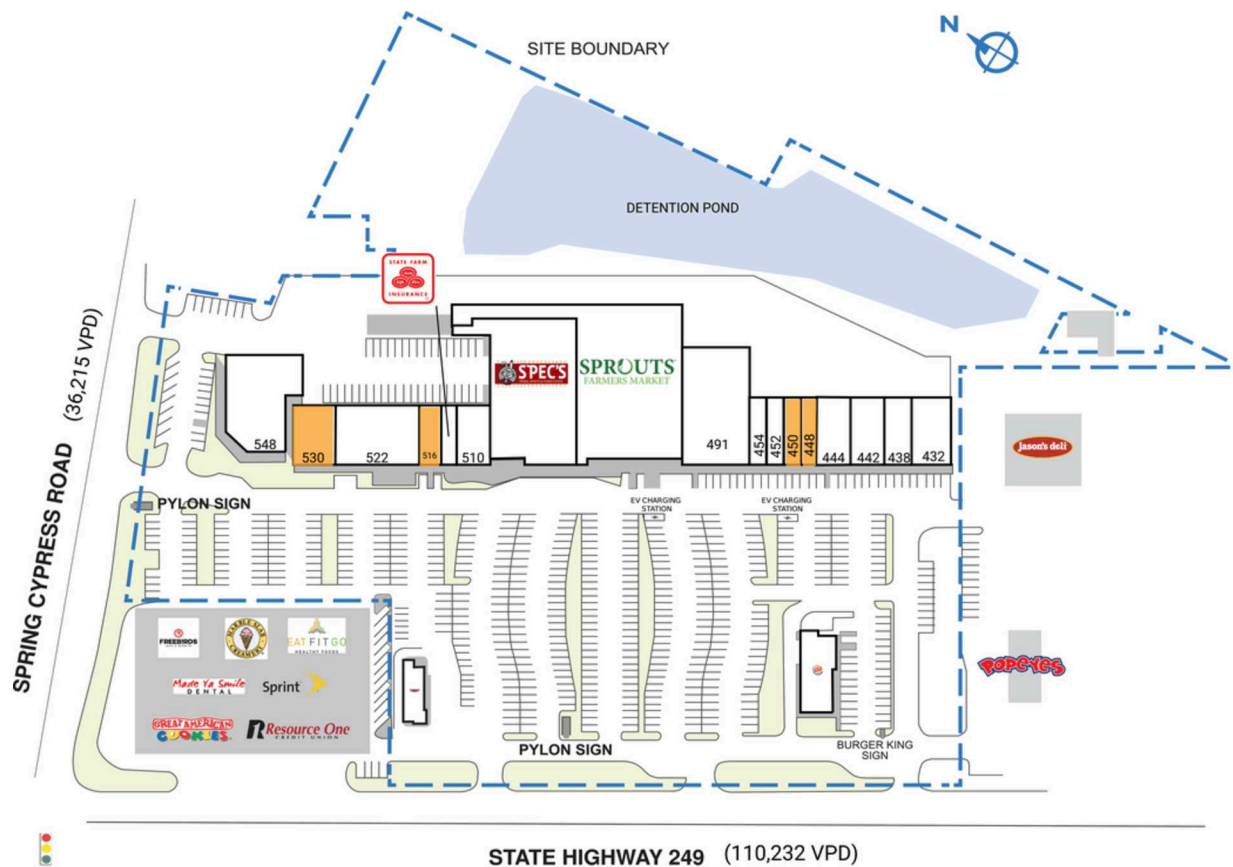 N
SITE BOUNDARY
DETENTION POND
STATE FARM
INSURANCE
SPRING CYPRESS ROAD (36,215 VPD)
SPEC'S
SPROUTS
FARMERS MARKET
548
530
522
516
510
491
454
452
450
448
444
442
438
432
Jason's deli
PYLON SIGN
EV CHARGING
STATION
EV CHARGING
STATION
FREEBIRDS
MARBLE SLAB
CREAMERY
EAT FIT GO
HEALTHY FOODS
Made Ya Smile
DENTAL
Sprint
GREAT AMERICAN
COOKIES
Resource One
CREDIT UNION
POPEYES
PYLON SIGN
BURGER KING
SIGN
STATE HIGHWAY 249 (110,232 VPD)